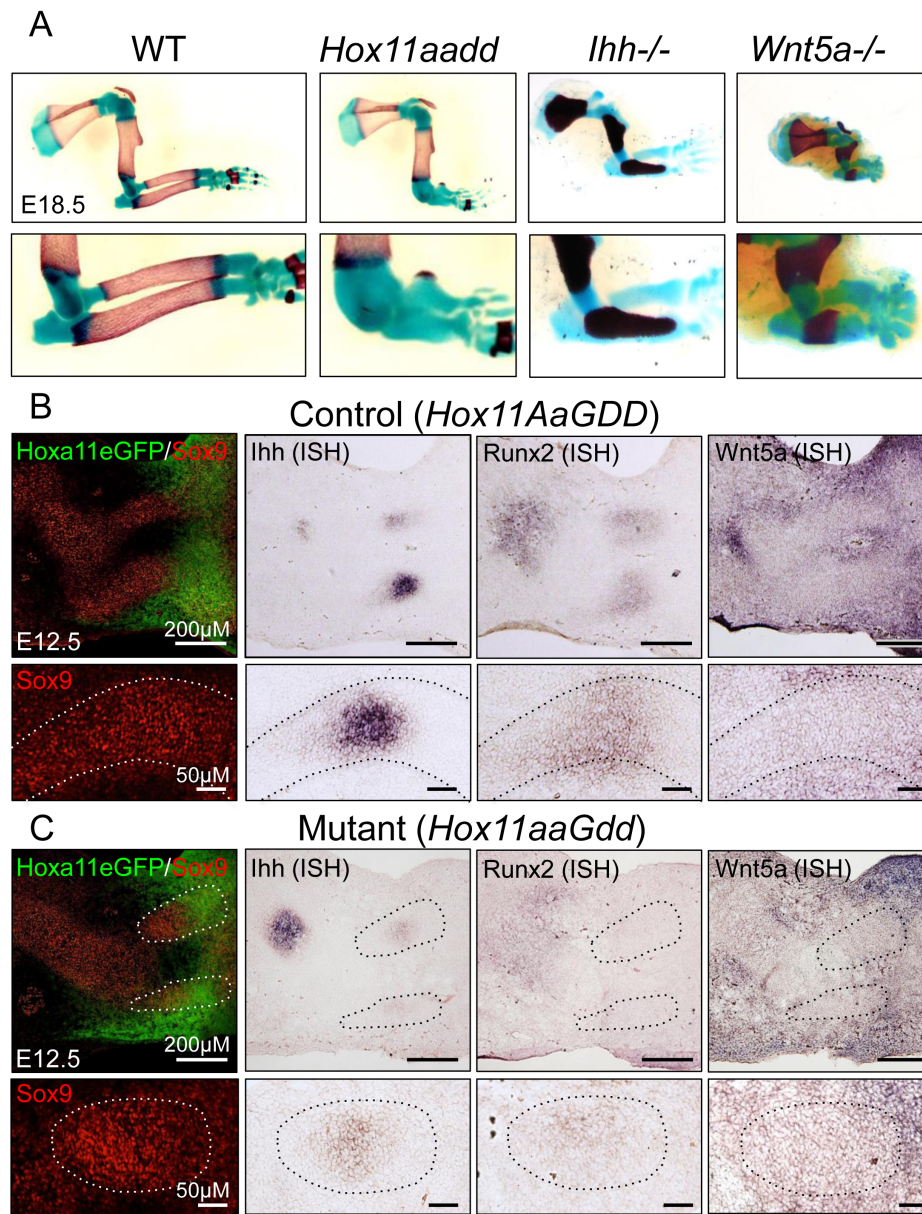 A
WT
Hox11aadd
Ihh-/-
Wnt5a-/-
E18.5
B
Control (Hox11AaGDD)
Hoxa11eGFP/Sox9
Ihh (ISH)
Runx2 (ISH)
Wnt5a (ISH)
E12.5
200µM
Sox9
50µM
C
Mutant (Hox11aaGdd)
Hoxa11eGFP/Sox9
Ihh (ISH)
Runx2 (ISH)
Wnt5a (ISH)
E12.5
200µM
Sox9
50µM